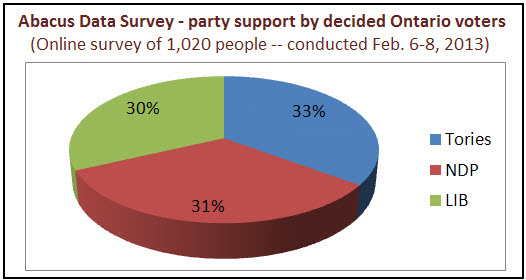 Abacus Data Survey - party support by decided Ontario voters
(Online survey of 1,020 people -- conducted Feb. 6-8, 2013)
30%
33%
31%
Tories
NDP
LIB